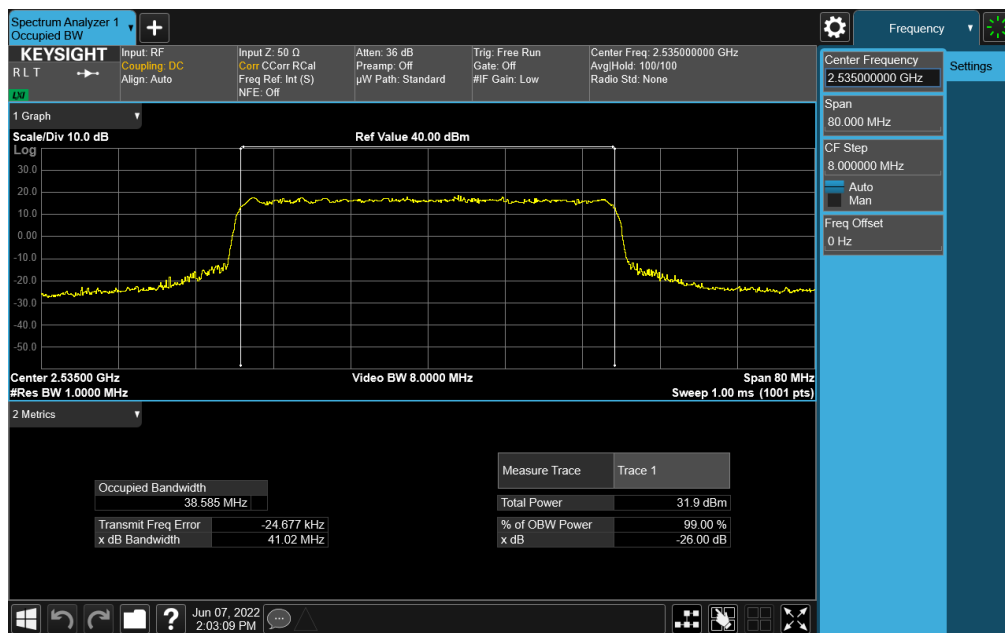 Spectrum Analyzer 1
Occupied BW
Frequency
KEYSIGHT
R L T
LXI
Input: RF
Coupling: DC
Align: Auto
Input Z: 50 Ω
Corr CCorr RCal
Freq Ref: Int (S)
NFE: Off
Atten: 36 dB
Preamp: Off
µW Path: Standard
Trig: Free Run
Gate: Off
#IF Gain: Low
Center Freq: 2.535000000 GHz
Avg|Hold: 100/100
Radio Std: None
Center Frequency
2.535000000 GHz
Settings
Span
80.000 MHz
CF Step
8.000000 MHz
Auto
Man
Freq Offset
0 Hz
1 Graph
Scale/Div 10.0 dB
Ref Value 40.00 dBm
Log
30.0
20.0
10.0
0.00
-10.0
-20.0
-30.0
-40.0
-50.0
Center 2.53500 GHz
Video BW 8.0000 MHz
Span 80 MHz
#Res BW 1.0000 MHz
Sweep 1.00 ms (1001 pts)
2 Metrics
Measure Trace
Trace 1
Occupied Bandwidth
38.585 MHz
Total Power
31.9 dBm
Transmit Freq Error
-24.677 kHz
% of OBW Power
99.00 %
x dB Bandwidth
41.02 MHz
x dB
-26.00 dB
?
Jun 07, 2022
2:03:09 PM